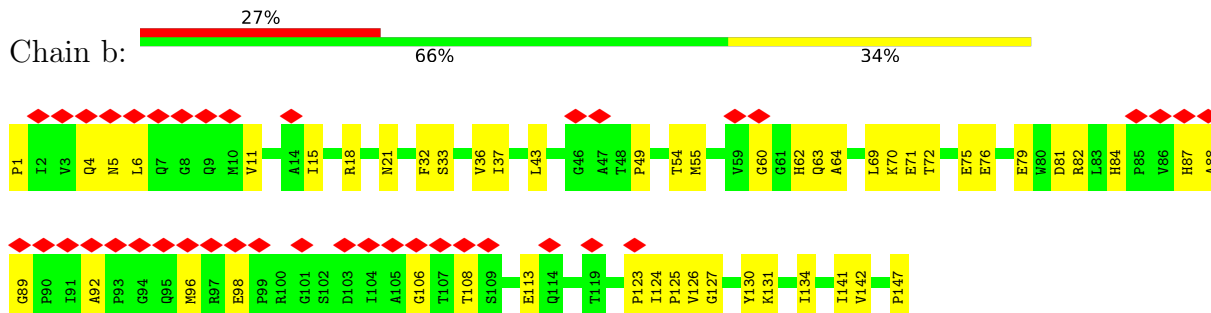 27%
Chain b:
66% 34%
P1 I2 V3 Q4 N5 L6 Q7 G8 Q9 M10 V11 A14 I15 R18 N21 F32 S33 V36 I37 L43 G46 A47 T48 P49 T54 M55 V59 G60 G61 H62 Q63 A64 L69 K70 E71 T72 E75 E76 E79 W80 D81 R82 L83 H84 P85 V86 H87 A88
G89 P90 I91 A92 P93 G94 Q95 M96 R97 E98 P99 R100 G101 S102 D103 I104 A105 G106 T107 T108 S109 E113 Q114 T119 P123 I124 P125 V126 G127 Y130 K131 I134 I141 V142 P147